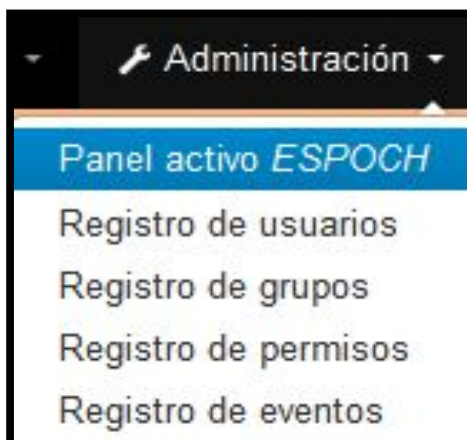 Administración
Panel activo ESPOCH
Registro de usuarios
Registro de grupos
Registro de permisos
Registro de eventos